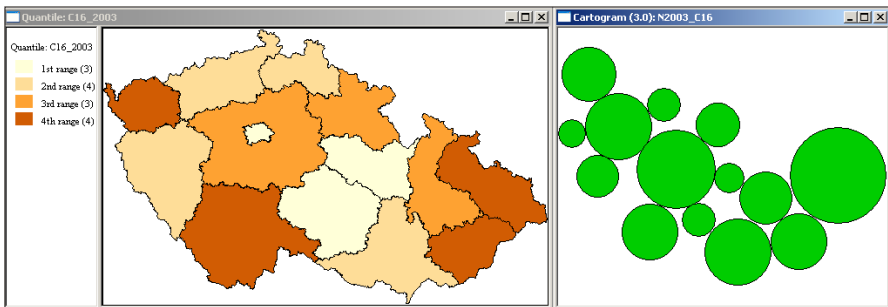 Quantile: C16_2003
Quantile: C16_2003
1st range (3)
2nd range (4)
3rd range (3)
4th range (4)
Cartogram (3.0): N2003_C16